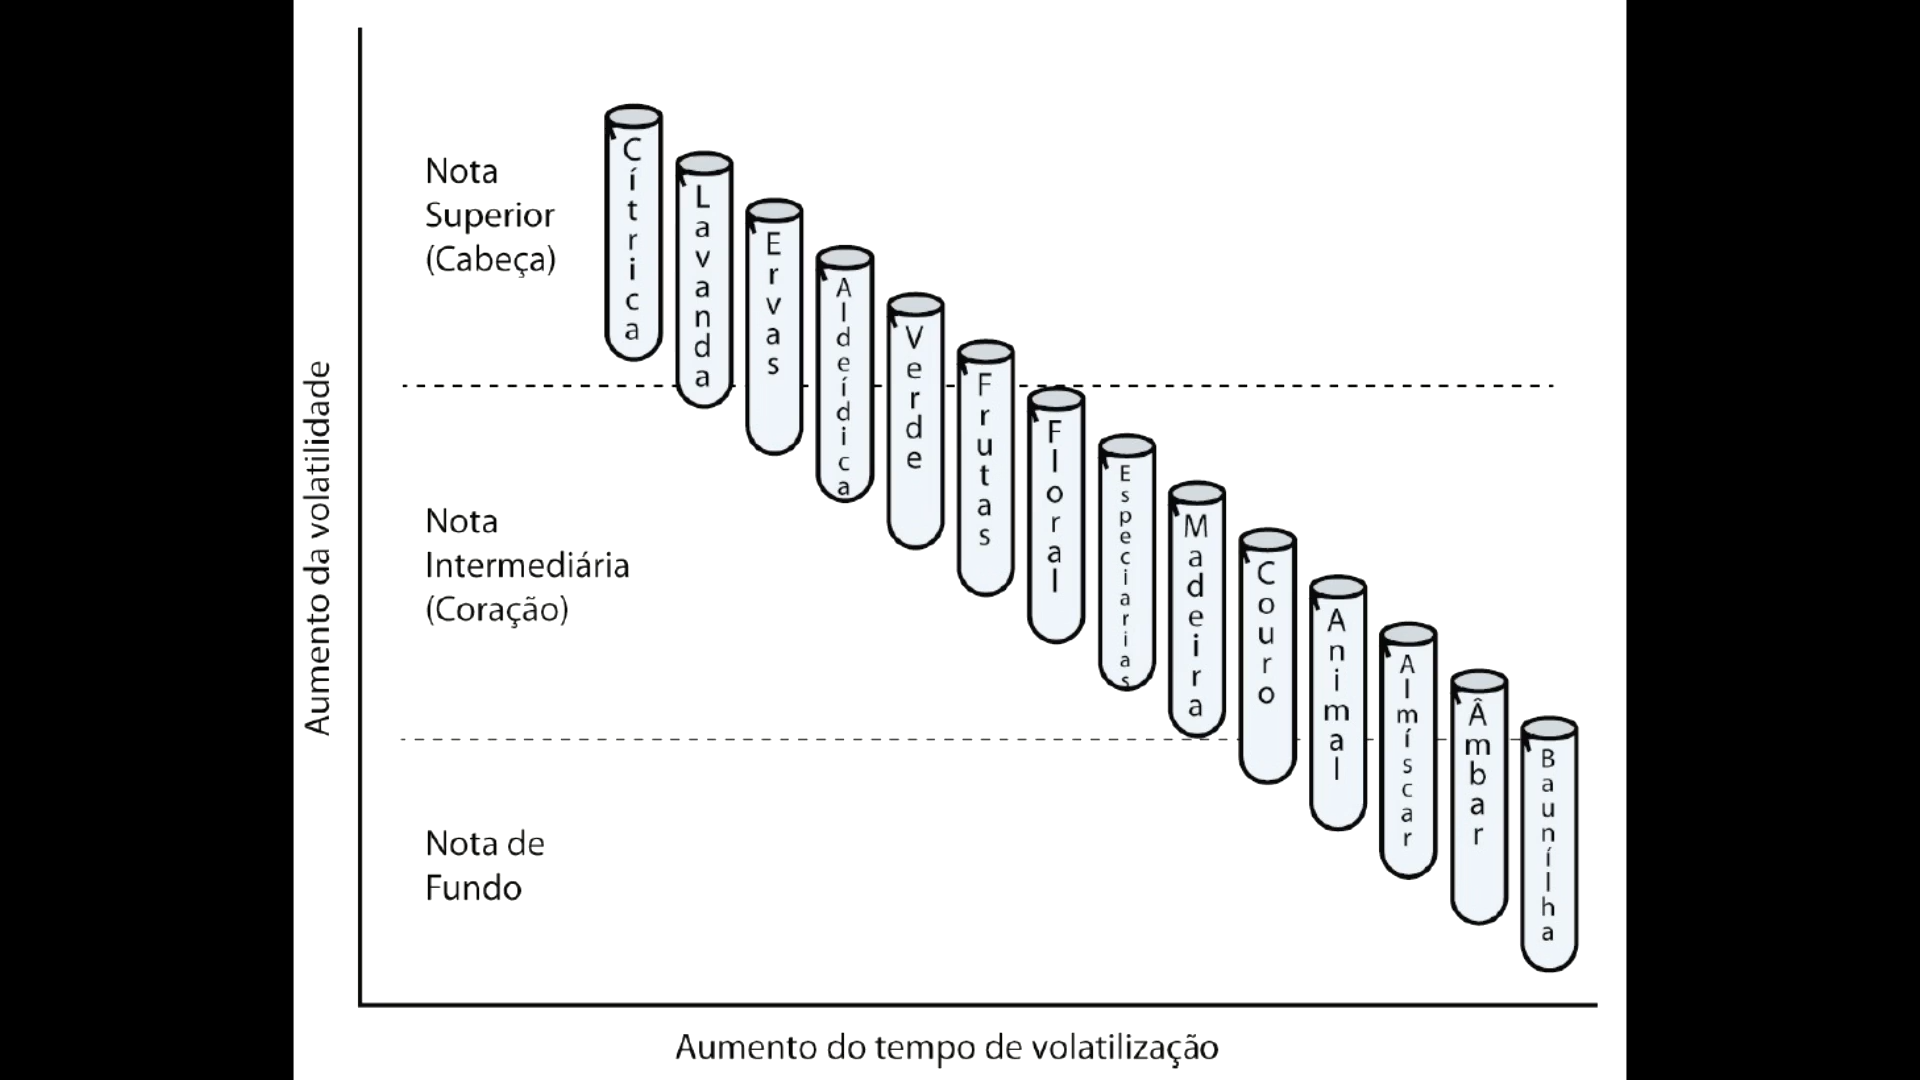 Aumento da volatilidade
Nota
Superior
(Cabeça)
Nota
Intermediária
(Coração)
Nota de
Fundo
Cítrica
Lavanda
Ervas
Aldeídica
Verde
Frutas
Floral
Especiarias
Madeira
Couro
Animal
Almíscar
Âmbar
Baunílha
Aumento do tempo de volatilização